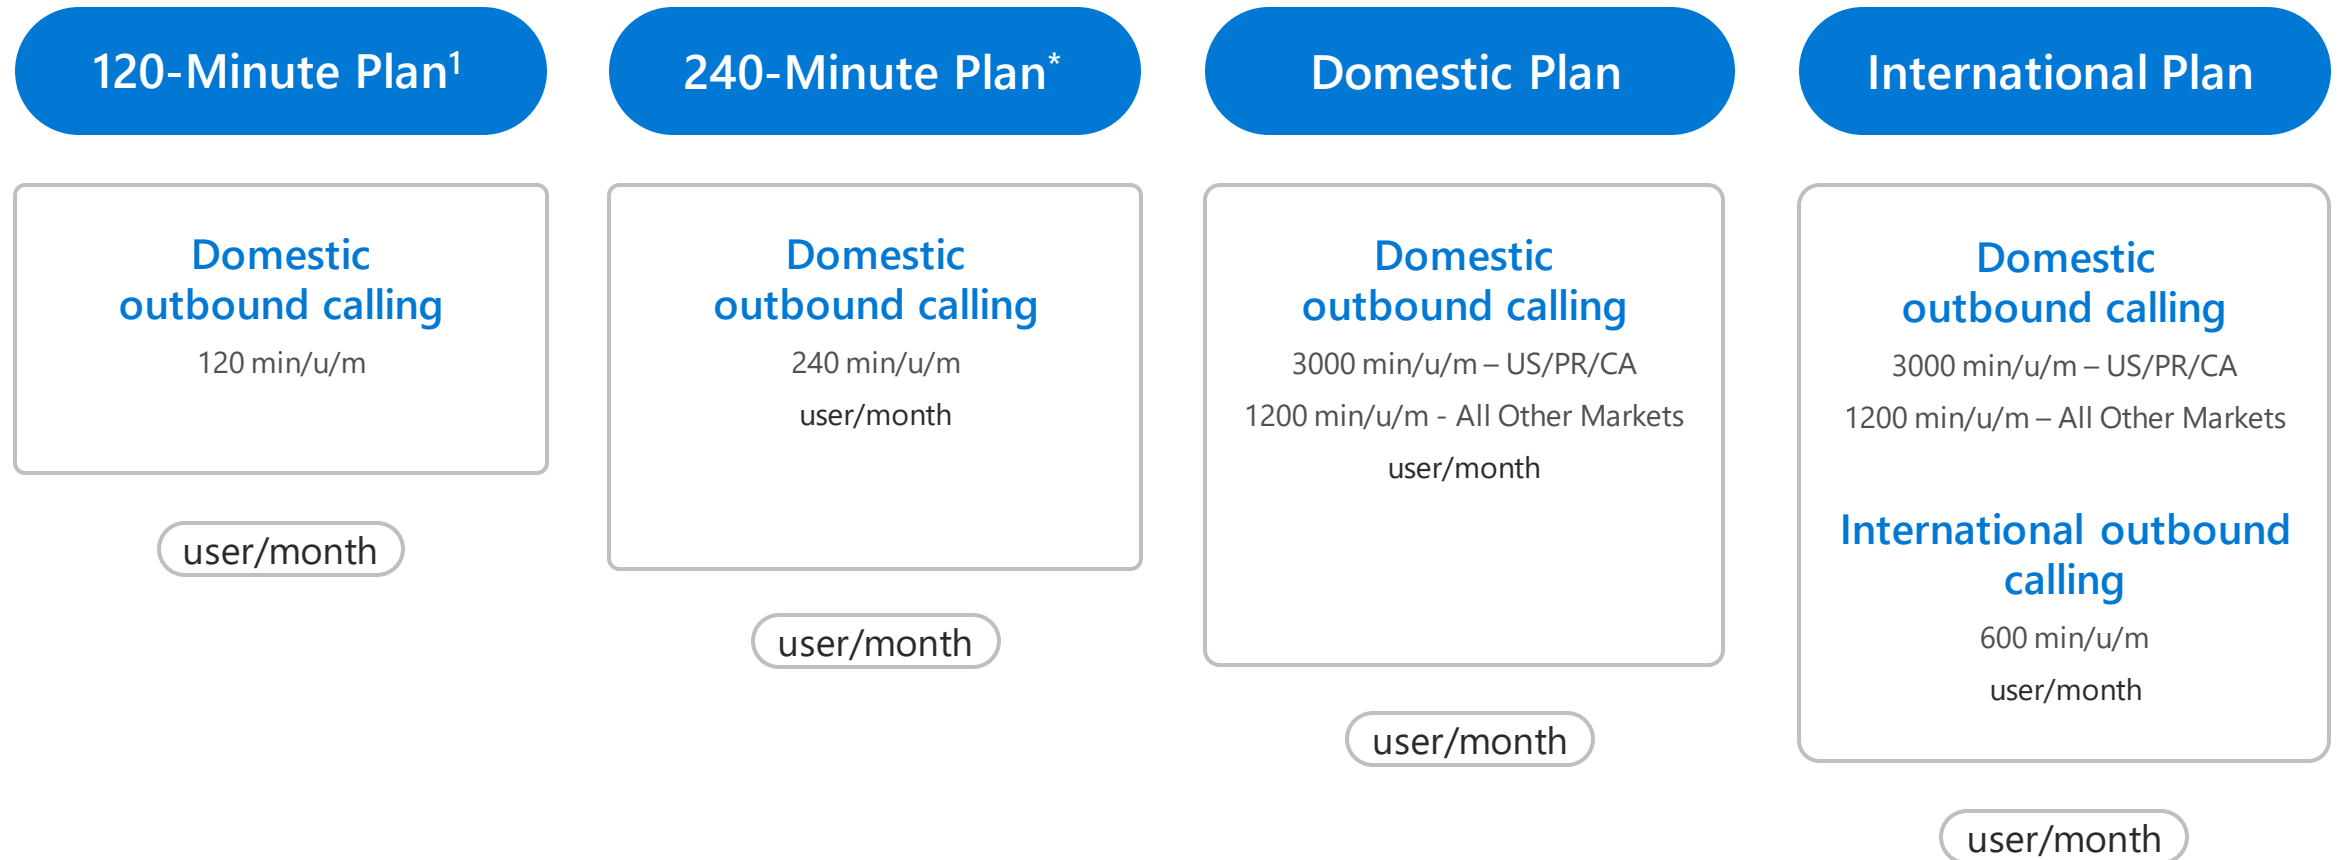 120-Minute Plan¹
Domestic
outbound calling
120 min/u/m
user/month
240-Minute Plan*
Domestic
outbound calling
240 min/u/m
user/month
user/month
Domestic Plan
Domestic
outbound calling
3000 min/u/m – US/PR/CA
1200 min/u/m - All Other Markets
user/month
user/month
International Plan
Domestic
outbound calling
3000 min/u/m – US/PR/CA
1200 min/u/m – All Other Markets
International outbound
calling
600 min/u/m
user/month
user/month